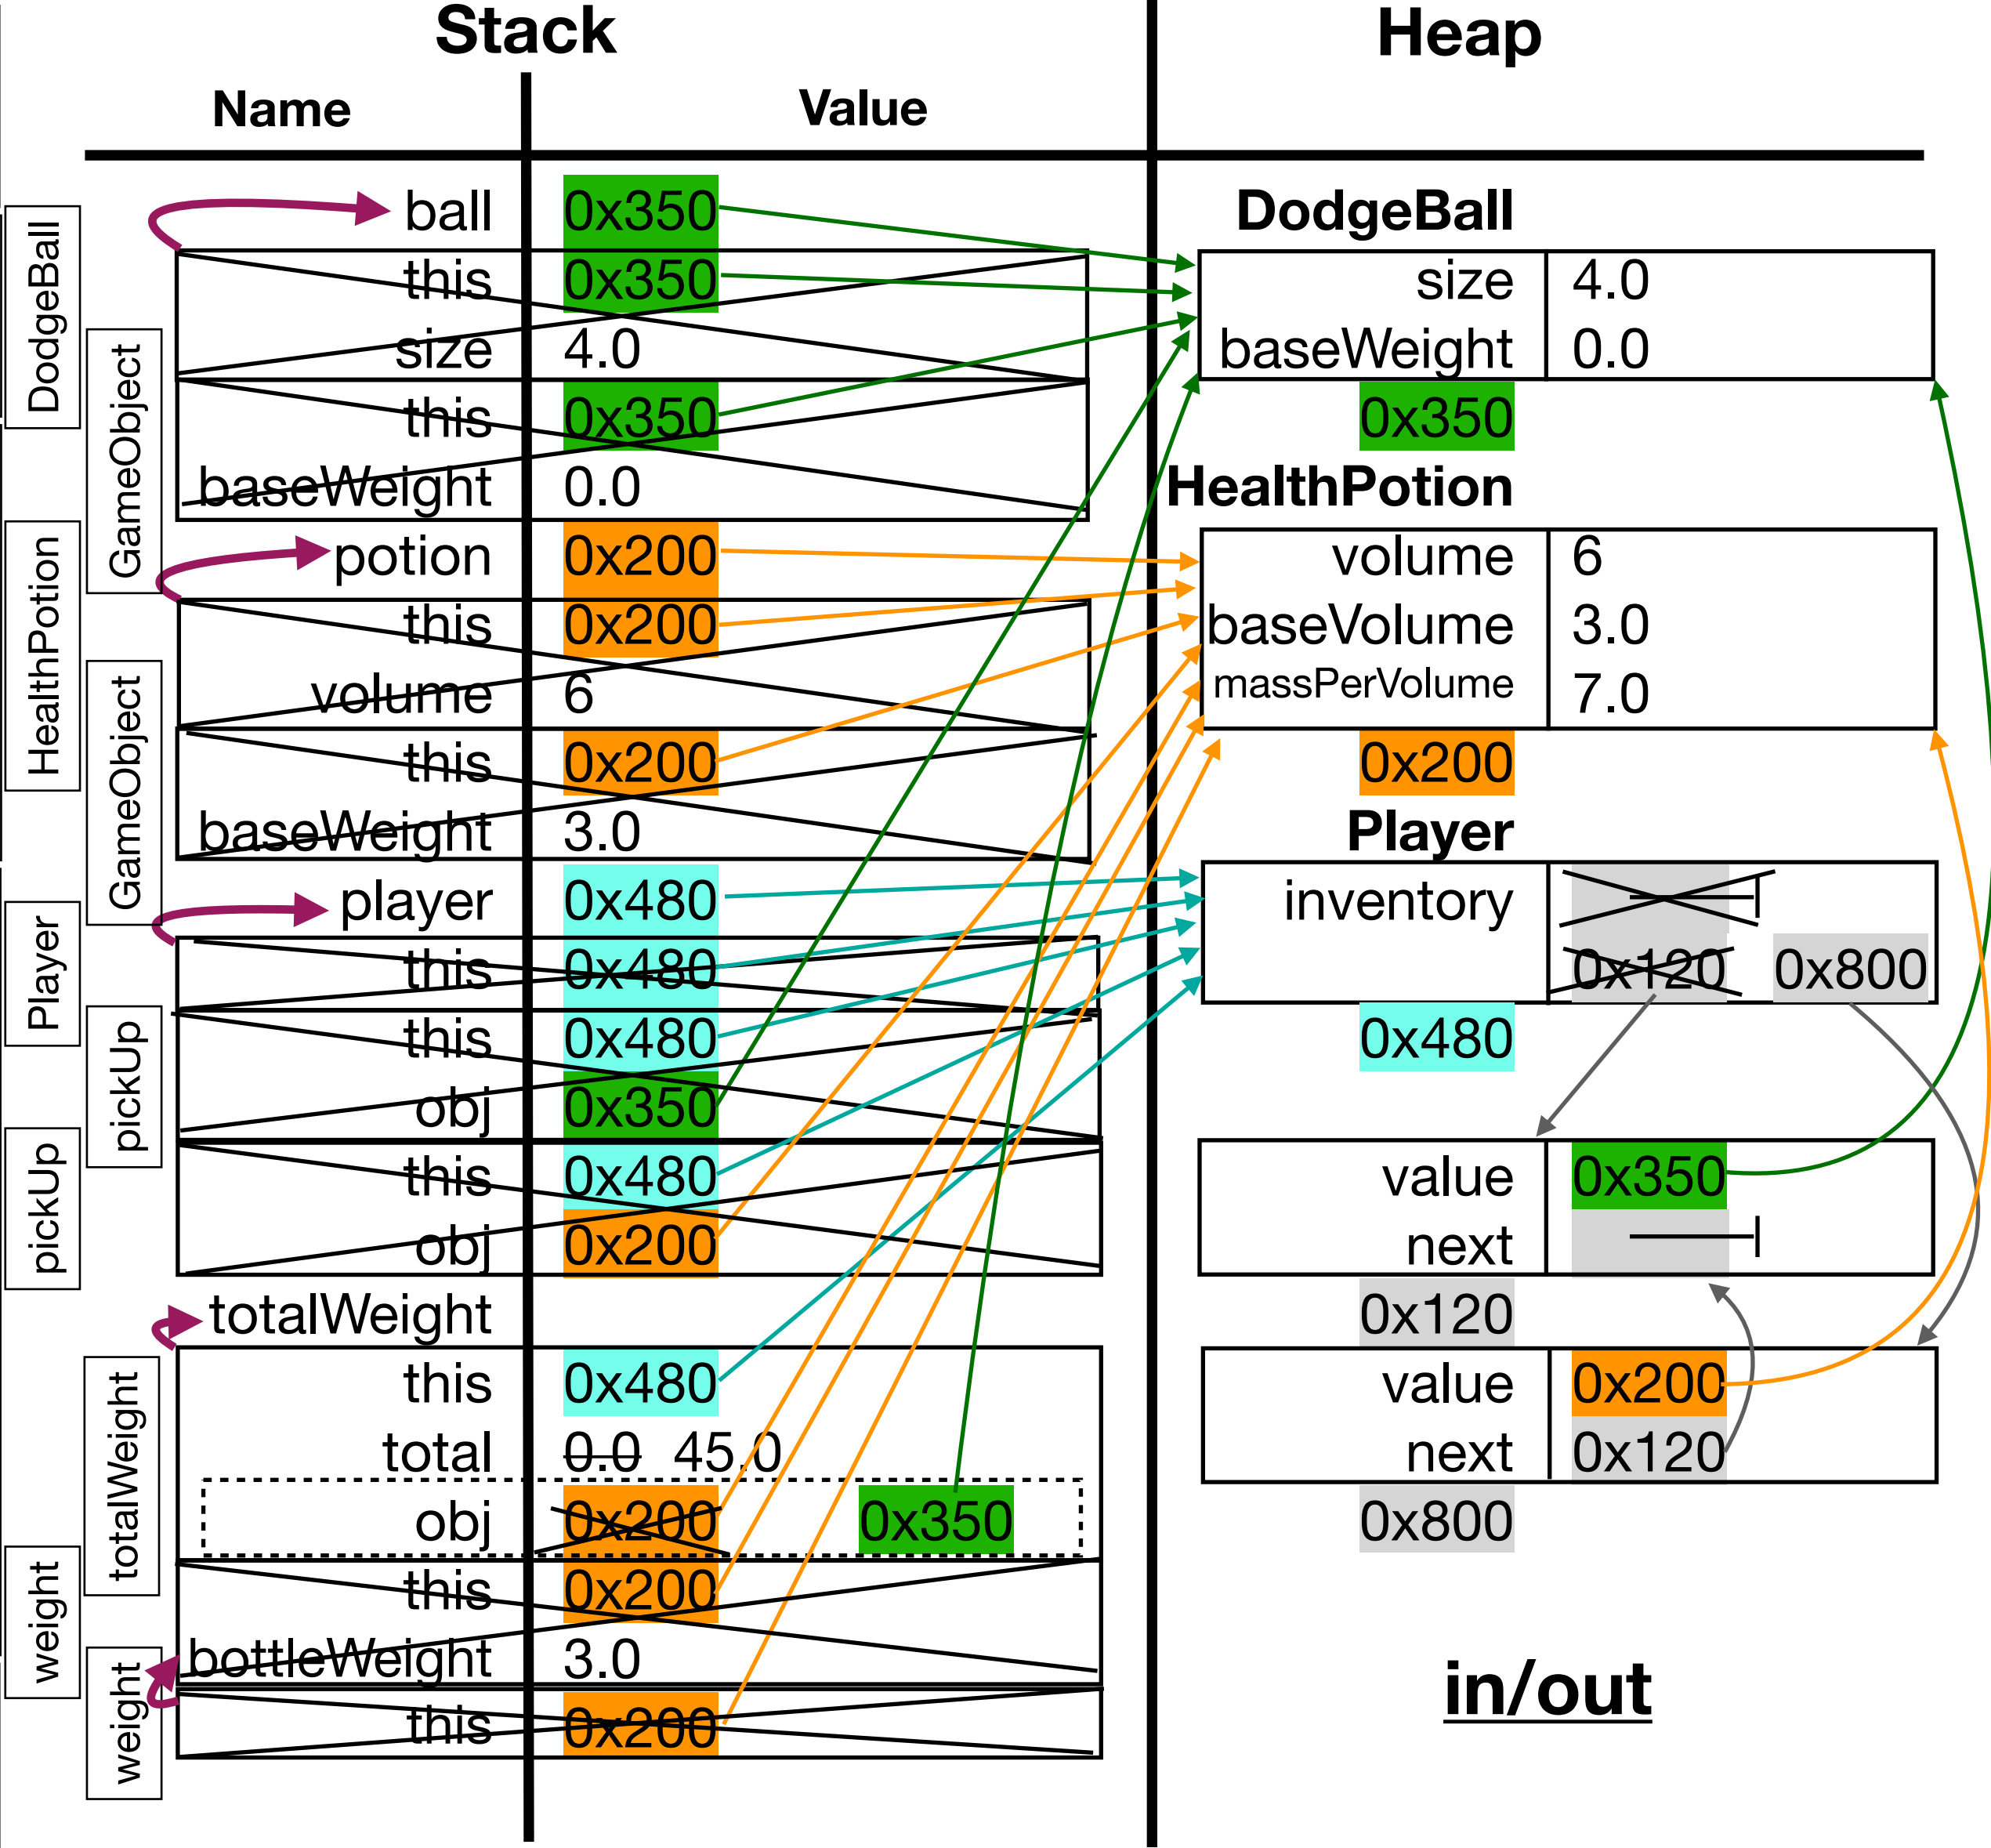 Stack
Heap
Name
Value
DodgeBall
GameObject
HealthPotion
GameObject
Player
pickUp
pickUp
totalWeight
weight
weight
ball 0x350
this 0x350
size 4.0
this 0x350
baseWeight 0.0
potion 0x200
this 0x200
volume 6
this 0x200
baseWeight 3.0
player 0x480
this 0x480
this 0x480
obj 0x350
this 0x480
obj 0x200
totalWeight
this 0x480
total 0.0 45.0
obj 0x200 0x350
this 0x200
bottleWeight 3.0
this 0x200
DodgeBall
size 4.0
baseWeight 0.0
0x350
HealthPotion
volume 6
baseVolume 3.0
massPerVolume 7.0
0x200
Player
inventory
0x120 0x800
0x480
value 0x350
next
0x120
value 0x200
next 0x120
0x800
in/out